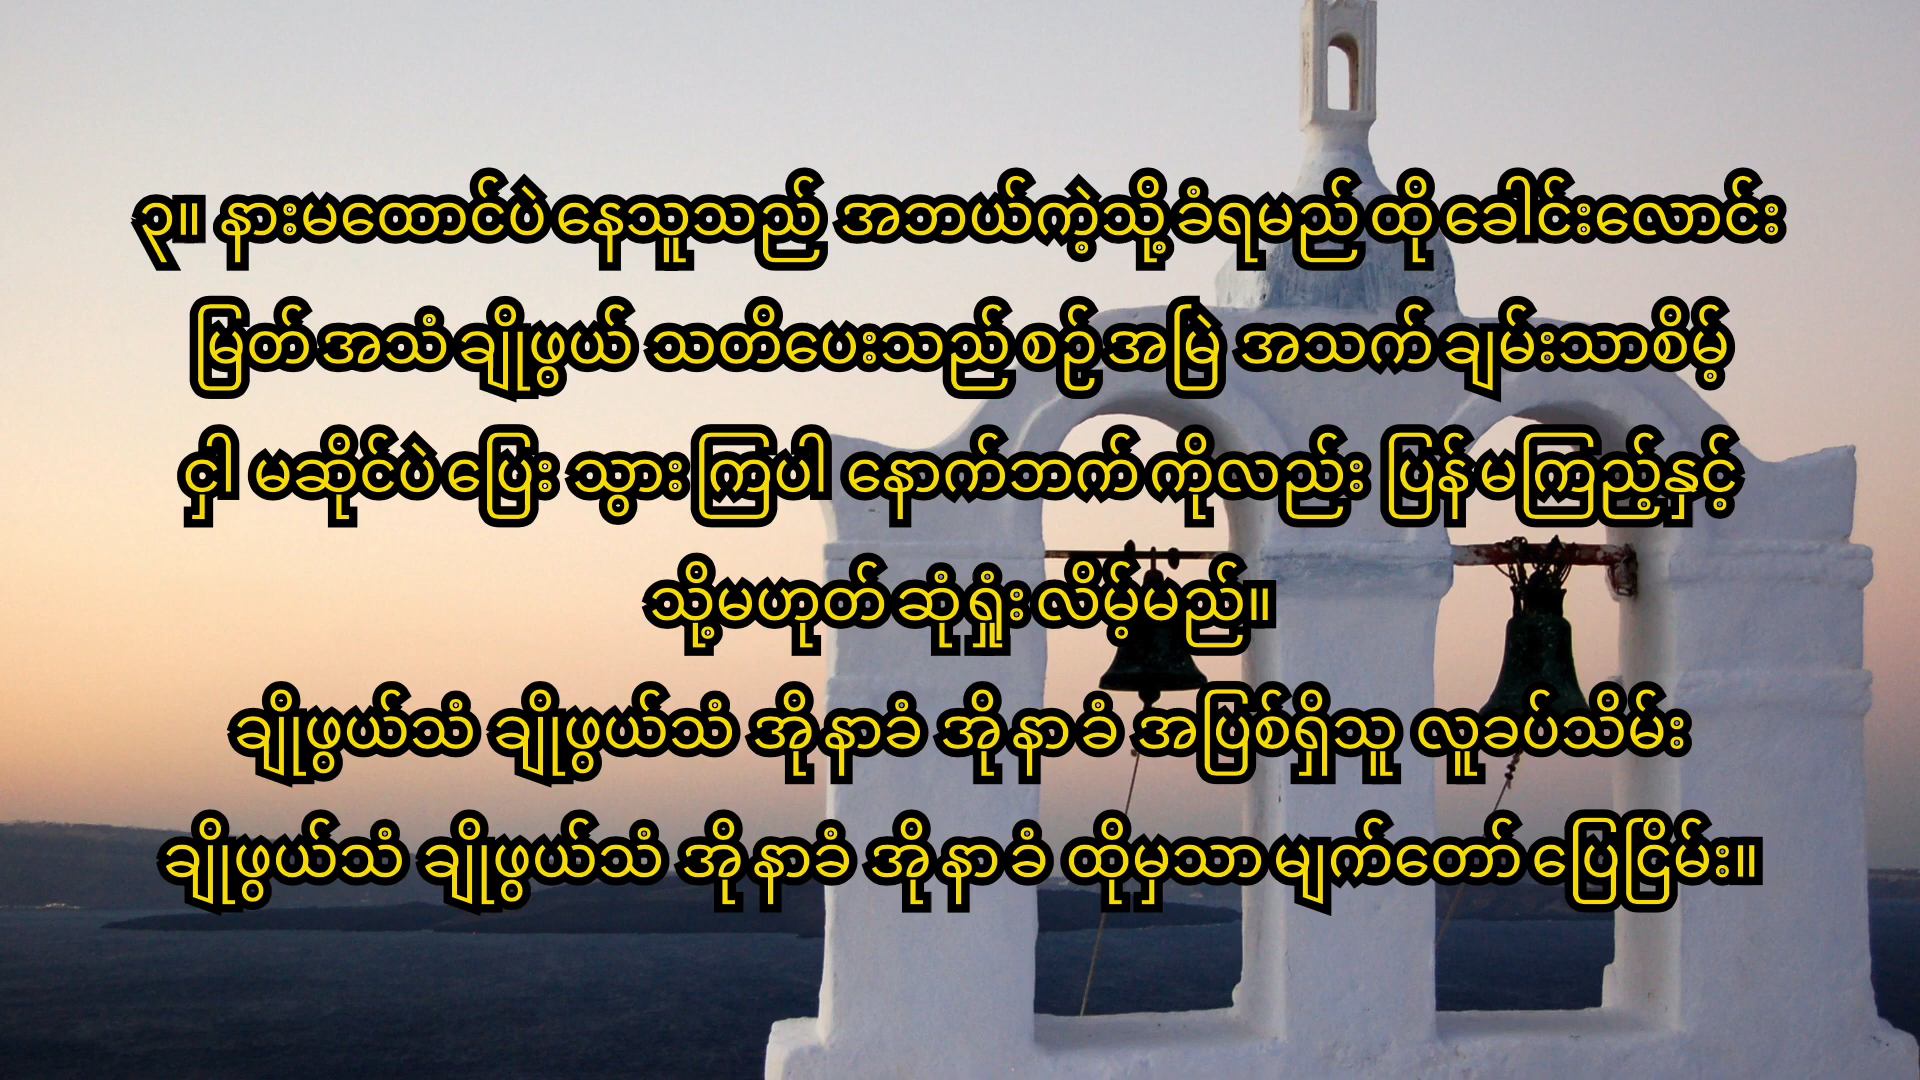 ၃။ နားမထောင်ပဲနေသူသည် အဘယ်ကဲ့သို့ခံရမည်ထိုခေါင်းလောင်း
မြတ်အသံချိုဖွယ် သတိပေးသည်စဉ်အမြဲ အသက်ချမ်းသာစိမ့်
ငှါ မဆိုင်ပဲပြေးသွားကြပါ နောက်ဘက်ကိုလည်း ပြန်မကြည့်နှင့်
သို့မဟုတ်ဆုံရှုံးလိမ့်မည်။
ချိုဖွယ်သံ ချိုဖွယ်သံ အိုနာခံ အိုနာခံ အပြစ်ရှိသူ လူခပ်သိမ်း
ချိုဖွယ်သံ ချိုဖွယ်သံ အိုနာခံ အိုနာခံ ထိုမှသာမျက်တော်ပြေငြိမ်း။